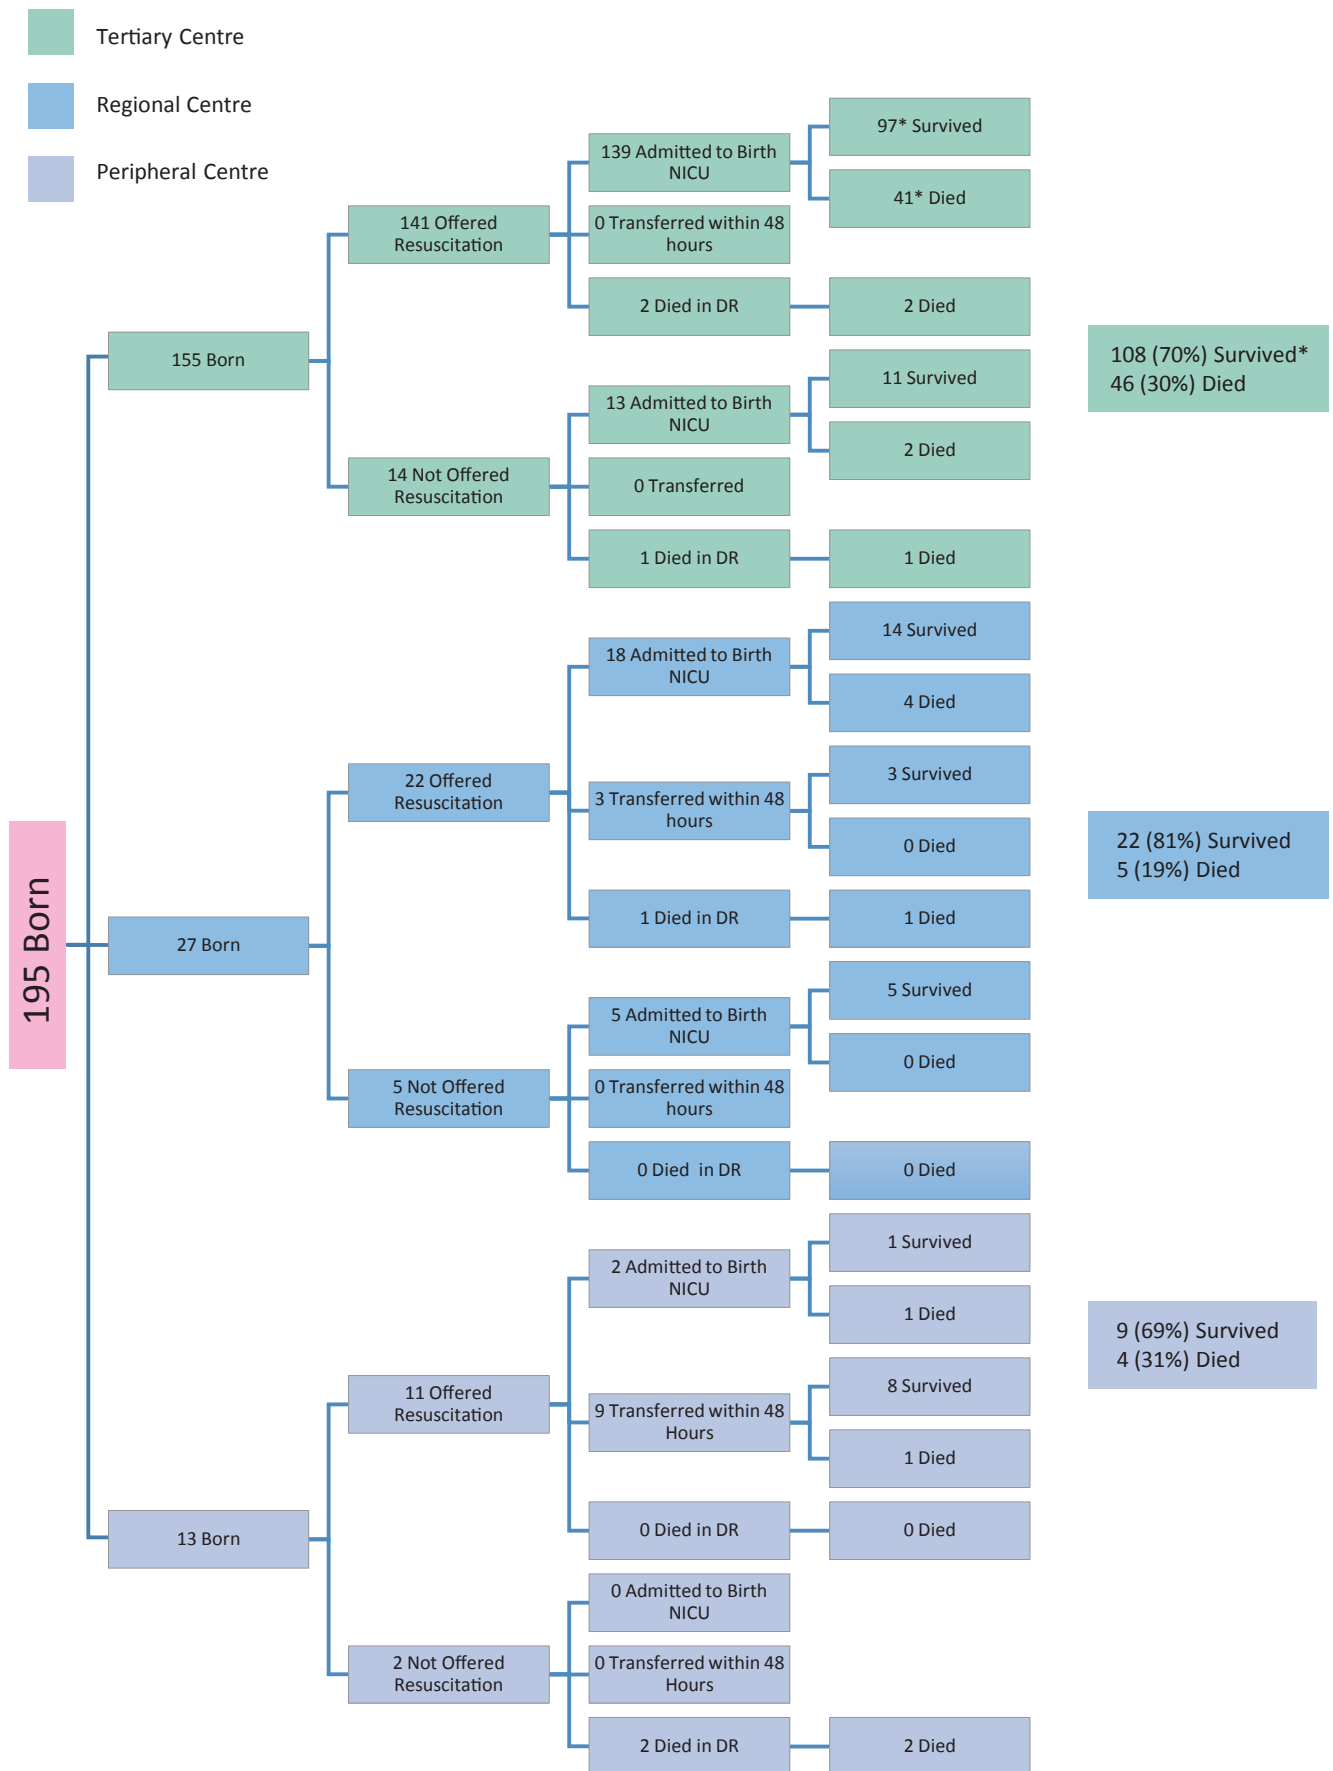 Tertiary Centre
Regional Centre
Peripheral Centre
195 Born
155 Born
141 Offered
Resuscitation
139 Admitted to Birth
NICU
97* Survived
41* Died
0 Transferred within 48
hours
2 Died in DR
2 Died
14 Not Offered
Resuscitation
13 Admitted to Birth
NICU
11 Survived
2 Died
0 Transferred
1 Died in DR
1 Died
108 (70%) Survived*
46 (30%) Died
27 Born
22 Offered
Resuscitation
18 Admitted to Birth
NICU
14 Survived
4 Died
3 Transferred within 48
hours
3 Survived
0 Died
1 Died in DR
1 Died
5 Not Offered
Resuscitation
5 Admitted to Birth
NICU
5 Survived
0 Died
0 Transferred within 48
hours
0 Died in DR
0 Died
22 (81%) Survived
5 (19%) Died
13 Born
11 Offered
Resuscitation
2 Admitted to Birth
NICU
1 Survived
1 Died
9 Transferred within 48
Hours
8 Survived
1 Died
0 Died in DR
0 Died
2 Not Offered
Resuscitation
0 Admitted to Birth
NICU
0 Transferred within 48
Hours
2 Died in DR
2 Died
9 (69%) Survived
4 (31%) Died